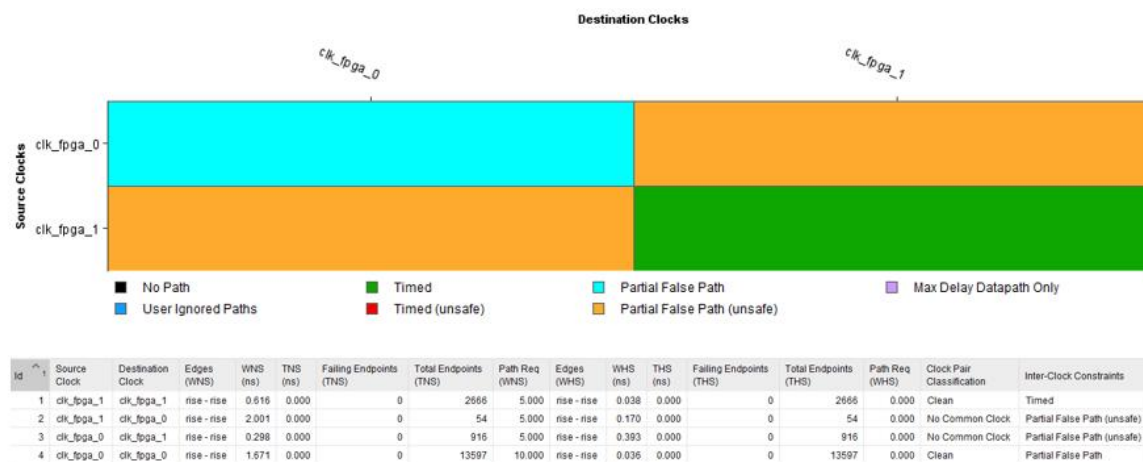 Destination Clocks
clk_fpga_0 clk_fpga_1
Source Clocks
clk_fpga_0
clk_fpga_1
No Path Timed Partial False Path Max Delay Datapath Only
User Ignored Paths Timed (unsafe) Partial False Path (unsafe)
Id ^ 1 Source Clock Destination Clock Edges (WNS) WNS (ns) TNS (ns) Failing Endpoints (TNS) Total Endpoints (TNS) Path Req (WNS) Edges (WHS) WHS (ns) THS (ns) Failing Endpoints (THS) Total Endpoints (THS) Path Req (WHS) Clock Pair Classification Inter-Clock Constraints
1 clk_fpga_1 clk_fpga_1 rise - rise 0.616 0.000 0 2666 5.000 rise - rise 0.038 0.000 0 2666 0.000 Clean Timed
2 clk_fpga_1 clk_fpga_0 rise - rise 2.001 0.000 0 54 5.000 rise - rise 0.170 0.000 0 54 0.000 No Common Clock Partial False Path (unsafe)
3 clk_fpga_0 clk_fpga_1 rise - rise 0.298 0.000 0 916 5.000 rise - rise 0.393 0.000 0 916 0.000 No Common Clock Partial False Path (unsafe)
4 clk_fpga_0 clk_fpga_0 rise - rise 1.671 0.000 0 13597 10.000 rise - rise 0.036 0.000 0 13597 0.000 Clean Partial False Path